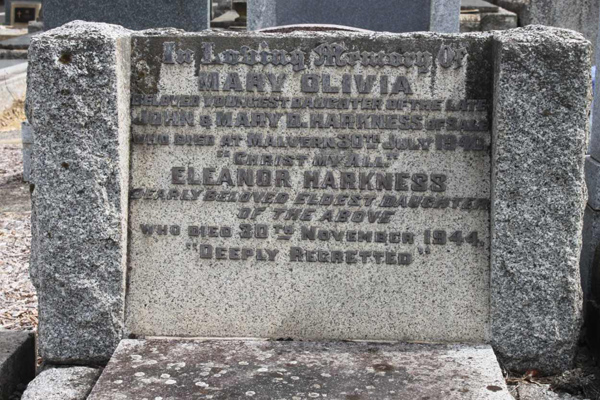 In Loving Memory Of
MARY OLIVIA
BELOVED YOUNGEST DAUGHTER OF THE LATE
JOHN & MARY D. HARKNESS
WHO DIED AT MALVERN 30TH JULY
"CHRIST MY ALL"
ELEANOR HARKNESS
DEARLY BELOVED ELDEST DAUGHTER
OF THE ABOVE
WHO DIED 20TH NOVEMBER 1944.
"DEEPLY REGRETTED"